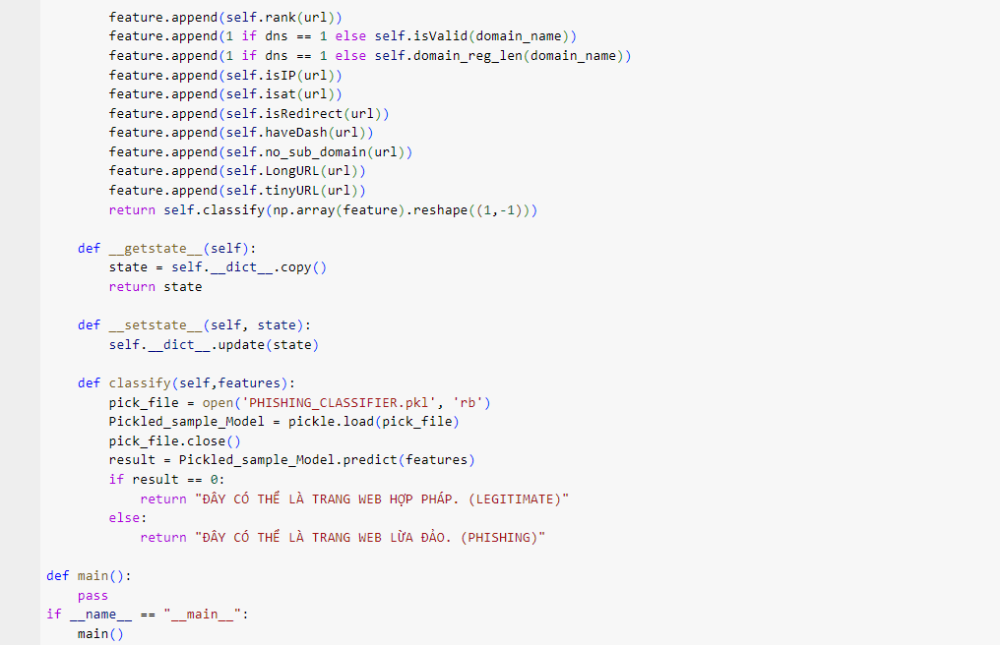 feature.append(self.rank(url))
feature.append(1 if dns == 1 else self.isValid(domain_name))
feature.append(1 if dns == 1 else self.domain_reg_len(domain_name))
feature.append(self.isIP(url))
feature.append(self.isat(url))
feature.append(self.isRedirect(url))
feature.append(self.haveDash(url))
feature.append(self.no_sub_domain(url))
feature.append(self.LongURL(url))
feature.append(self.tinyURL(url))
return self.classify(np.array(feature).reshape((1,-1)))
def __getstate__(self):
state = self.__dict__.copy()
return state
def __setstate__(self, state):
self.__dict__.update(state)
def classify(self,features):
pick_file = open('PHISHING_CLASSIFIER.pkl', 'rb')
Pickled_sample_Model = pickle.load(pick_file)
pick_file.close()
result = Pickled_sample_Model.predict(features)
if result == 0:
return "ĐÂY CÓ THỂ LÀ TRANG WEB HỢP PHÁP. (LEGITIMATE)"
else:
return "ĐÂY CÓ THỂ LÀ TRANG WEB LỪA ĐẢO. (PHISHING)"
def main():
pass
if __name__ == "__main__":
main()